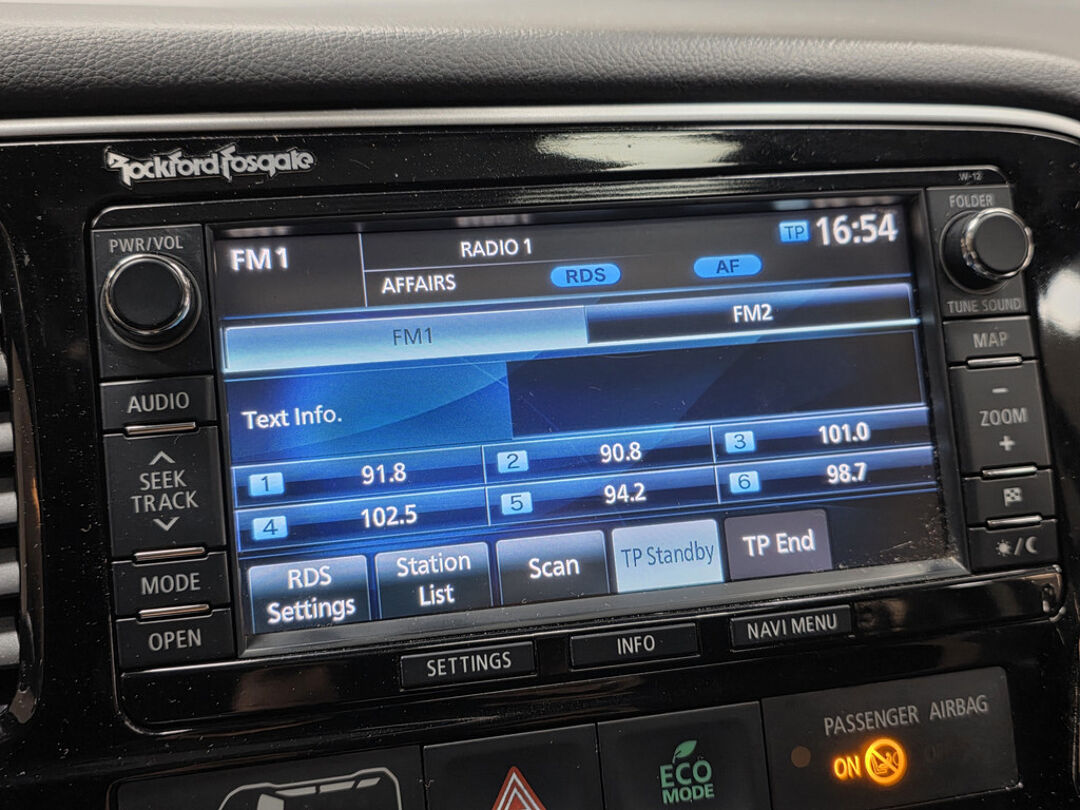 Rockford Fosgate
W-12
PWR/VOL
FOLDER
FM1
RADIO 1
TP
16:54
AFFAIRS
RDS
AF
TUNE SOUND
FM1
FM2
MAP
AUDIO
Text Info.
-
ZOOM
+
SEEK
TRACK
1 91.8
2 90.8
3 101.0
4 102.5
5 94.2
6 98.7
RDS
Settings
Station
List
Scan
TP Standby
TP End
MODE
OPEN
SETTINGS
INFO
NAVI MENU
PASSENGER AIRBAG
ON
ECO
MODE